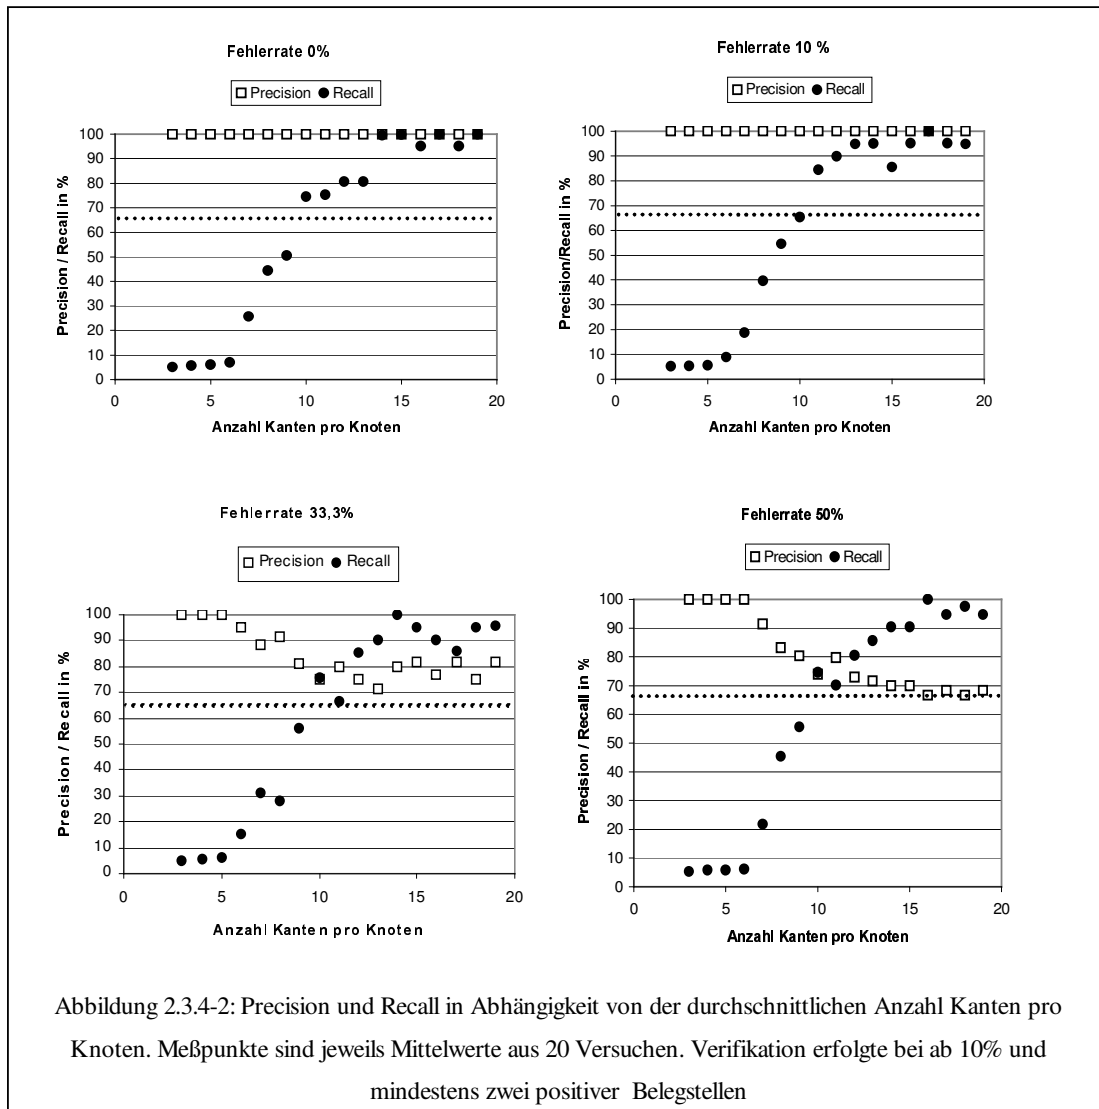 Fehlerrate 0%
Precision Recall
100
90
80
70
60
50
40
30
20
10
0
0 5 10 15 20
Precision / Recall in %
Anzahl Kanten pro Knoten
Fehlerrate 10 %
Precision Recall
100
90
80
70
60
50
40
30
20
10
0
0 5 10 15 20
Precision/Recall in %
Anzahl Kanten pro Knoten
Fehlerrate 33,3%
Precision Recall
100
90
80
70
60
50
40
30
20
10
0
0 5 10 15 20
Precision / Recall in %
Anzahl Kanten pro Knoten
Fehlerrate 50%
Precision Recall
100
90
80
70
60
50
40
30
20
10
0
0 5 10 15 20
Precision / Recall in %
Anzahl Kanten pro Knoten
Abbildung 2.3.4-2: Precision und Recall in Abhängigkeit von der durchschnittlichen Anzahl Kanten pro
Knoten. Meßpunkte sind jeweils Mittelwerte aus 20 Versuchen. Verifikation erfolgte bei ab 10% und
mindestens zwei positiver Belegstellen